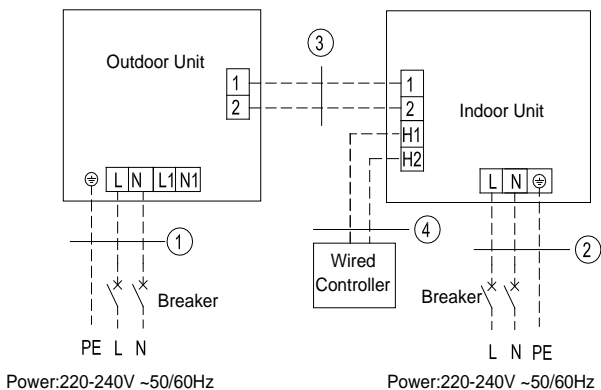 Outdoor Unit
1
2
L N L1 N1
3
1
2
H1
H2
Indoor Unit
L N
1
Breaker
PE L N
Power:220-240V ~50/60Hz
4
Wired
Controller
2
Breaker
L N PE
Power:220-240V ~50/60Hz